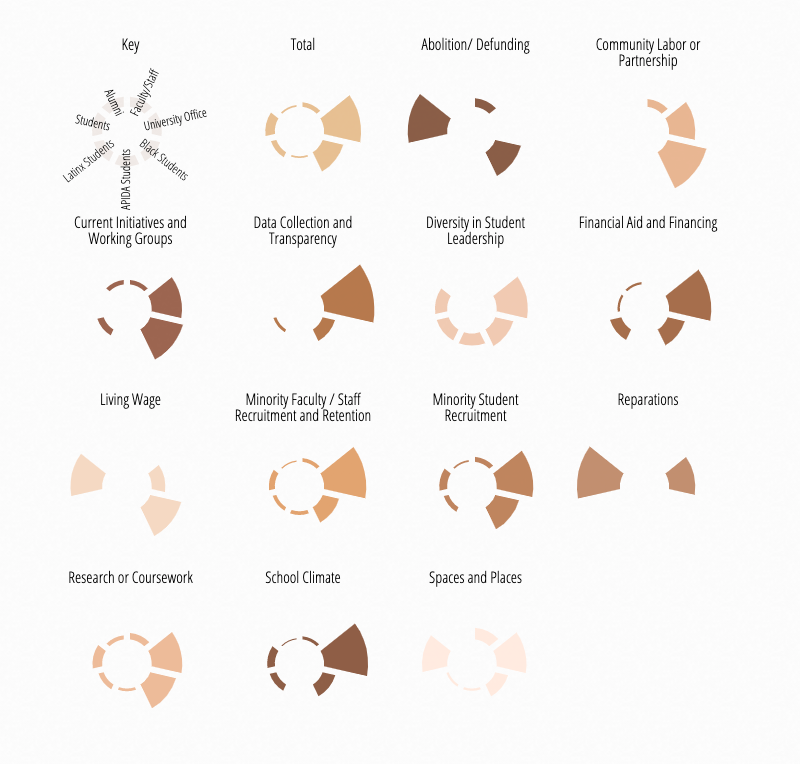 Key
Total
Abolition/ Defunding
Community Labor or
Partnership
Alumni
Faculty/Staff
Students
University Office
Latinx Students
APIDA Students
Black Students
Current Initiatives and
Working Groups
Data Collection and
Transparency
Diversity in Student
Leadership
Financial Aid and Financing
Living Wage
Minority Faculty / Staff
Recruitment and Retention
Minority Student
Recruitment
Reparations
Research or Coursework
School Climate
Spaces and Places